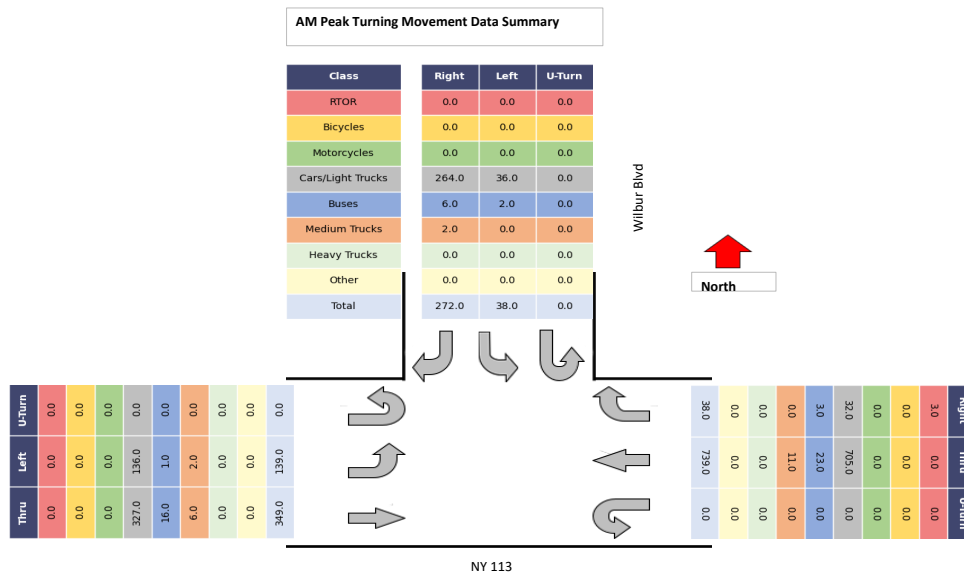 AM Peak Turning Movement Data Summary
Class Right Left U-Turn
RTOR 0.0 0.0 0.0
Bicycles 0.0 0.0 0.0
Motorcycles 0.0 0.0 0.0
Cars/Light Trucks 264.0 36.0 0.0
Buses 6.0 2.0 0.0
Medium Trucks 2.0 0.0 0.0
Heavy Trucks 0.0 0.0 0.0
Other 0.0 0.0 0.0
Total 272.0 38.0 0.0
Wilbur Blvd
North
U-Turn 0.0 0.0 0.0 0.0 0.0 0.0 0.0 0.0 0.0
Left 0.0 0.0 0.0 136.0 1.0 2.0 0.0 0.0 139.0
Thru 0.0 0.0 0.0 327.0 16.0 6.0 0.0 0.0 349.0
38.0 0.0 0.0 0.0 3.0 32.0 0.0 0.0 3.0 Right
739.0 0.0 0.0 11.0 23.0 705.0 0.0 0.0 0.0 Thru
0.0 0.0 0.0 0.0 0.0 0.0 0.0 0.0 0.0 U-Turn
NY 113